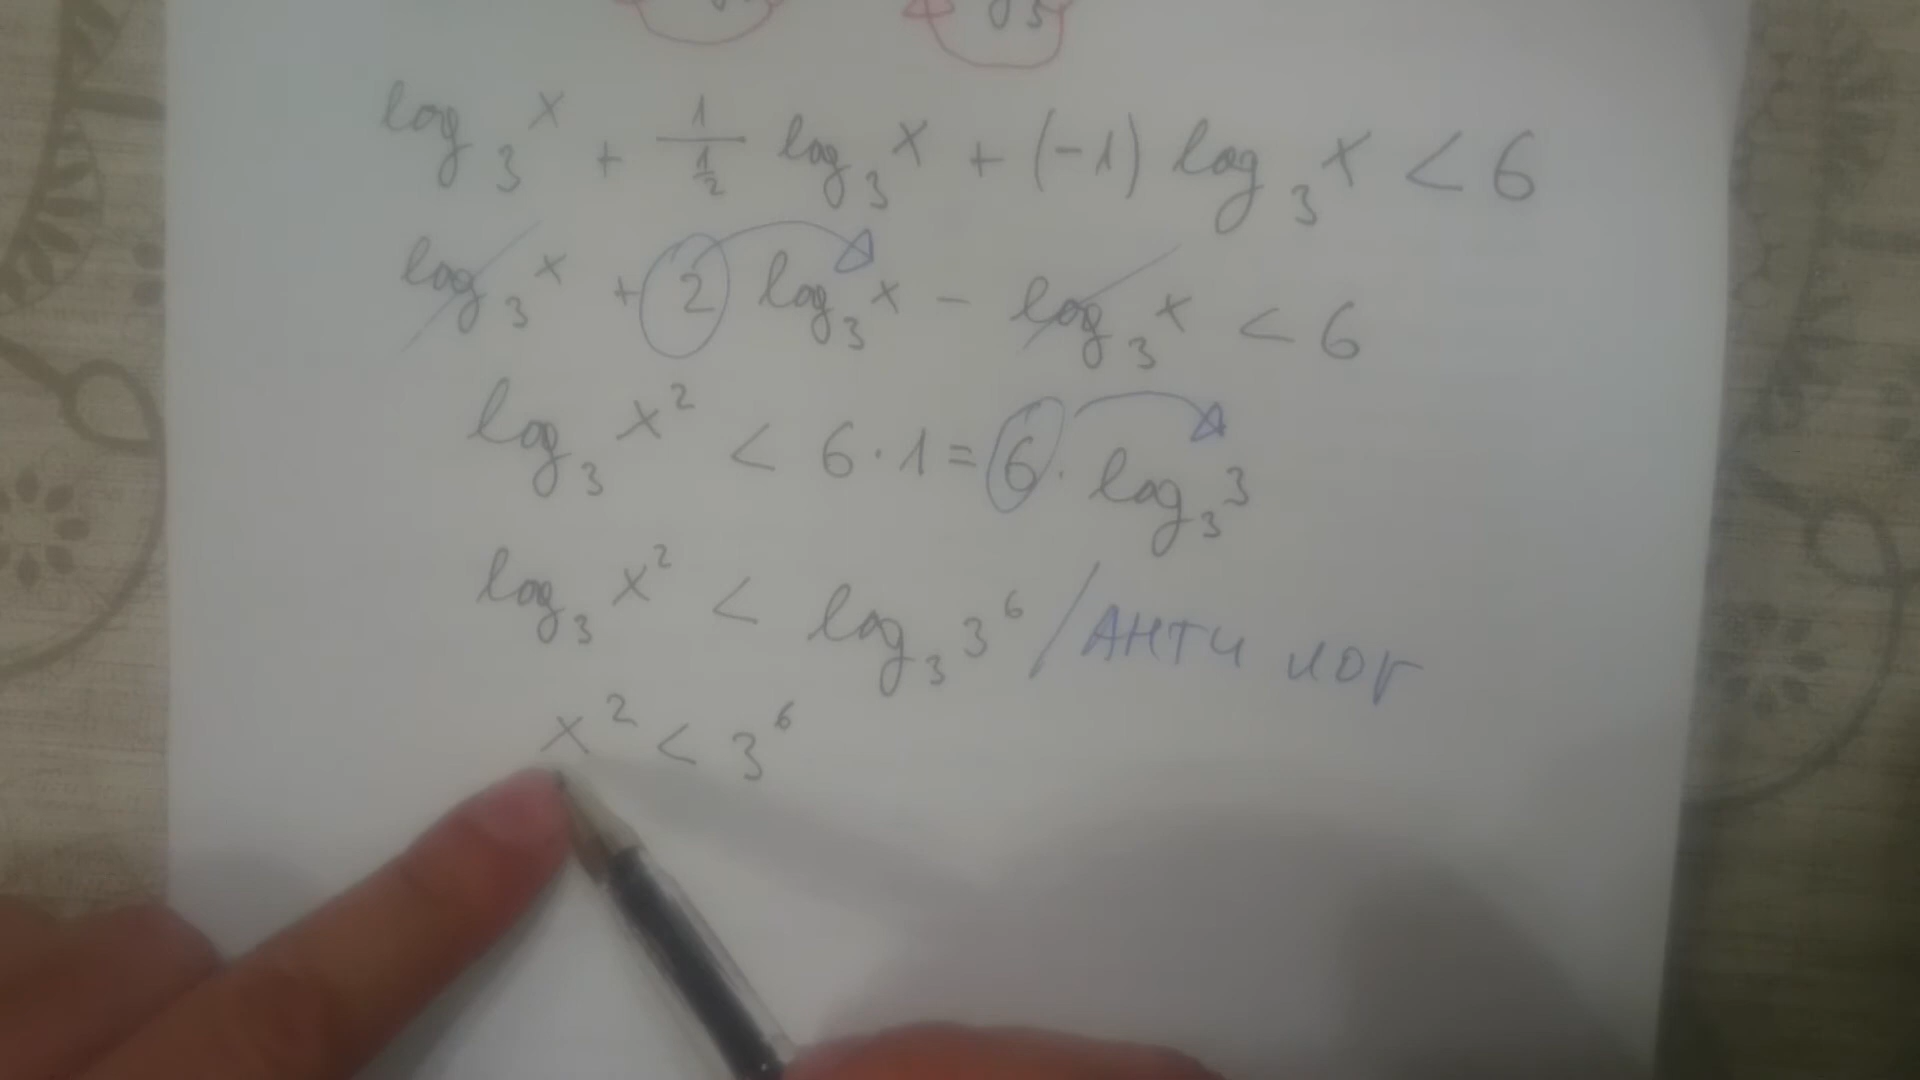 log₃x + 1/(1/2) log₃x + (-1) log₃x < 6
log₃x + 2 log₃x - log₃x < 6
log₃x² < 6·1 = 6· log₃3
log₃x² < log₃3⁶ / АНТИ ЛОГ
x² < 3⁶